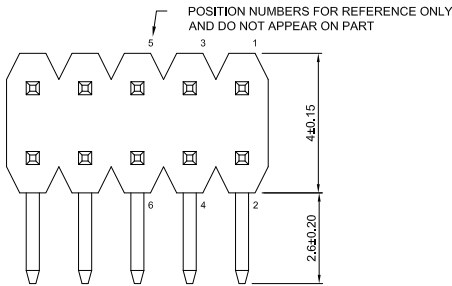 POSITION NUMBERS FOR REFERENCE ONLY
AND DO NOT APPEAR ON PART
5 3 1
4±0.15
6 4 2
2.6±0.20